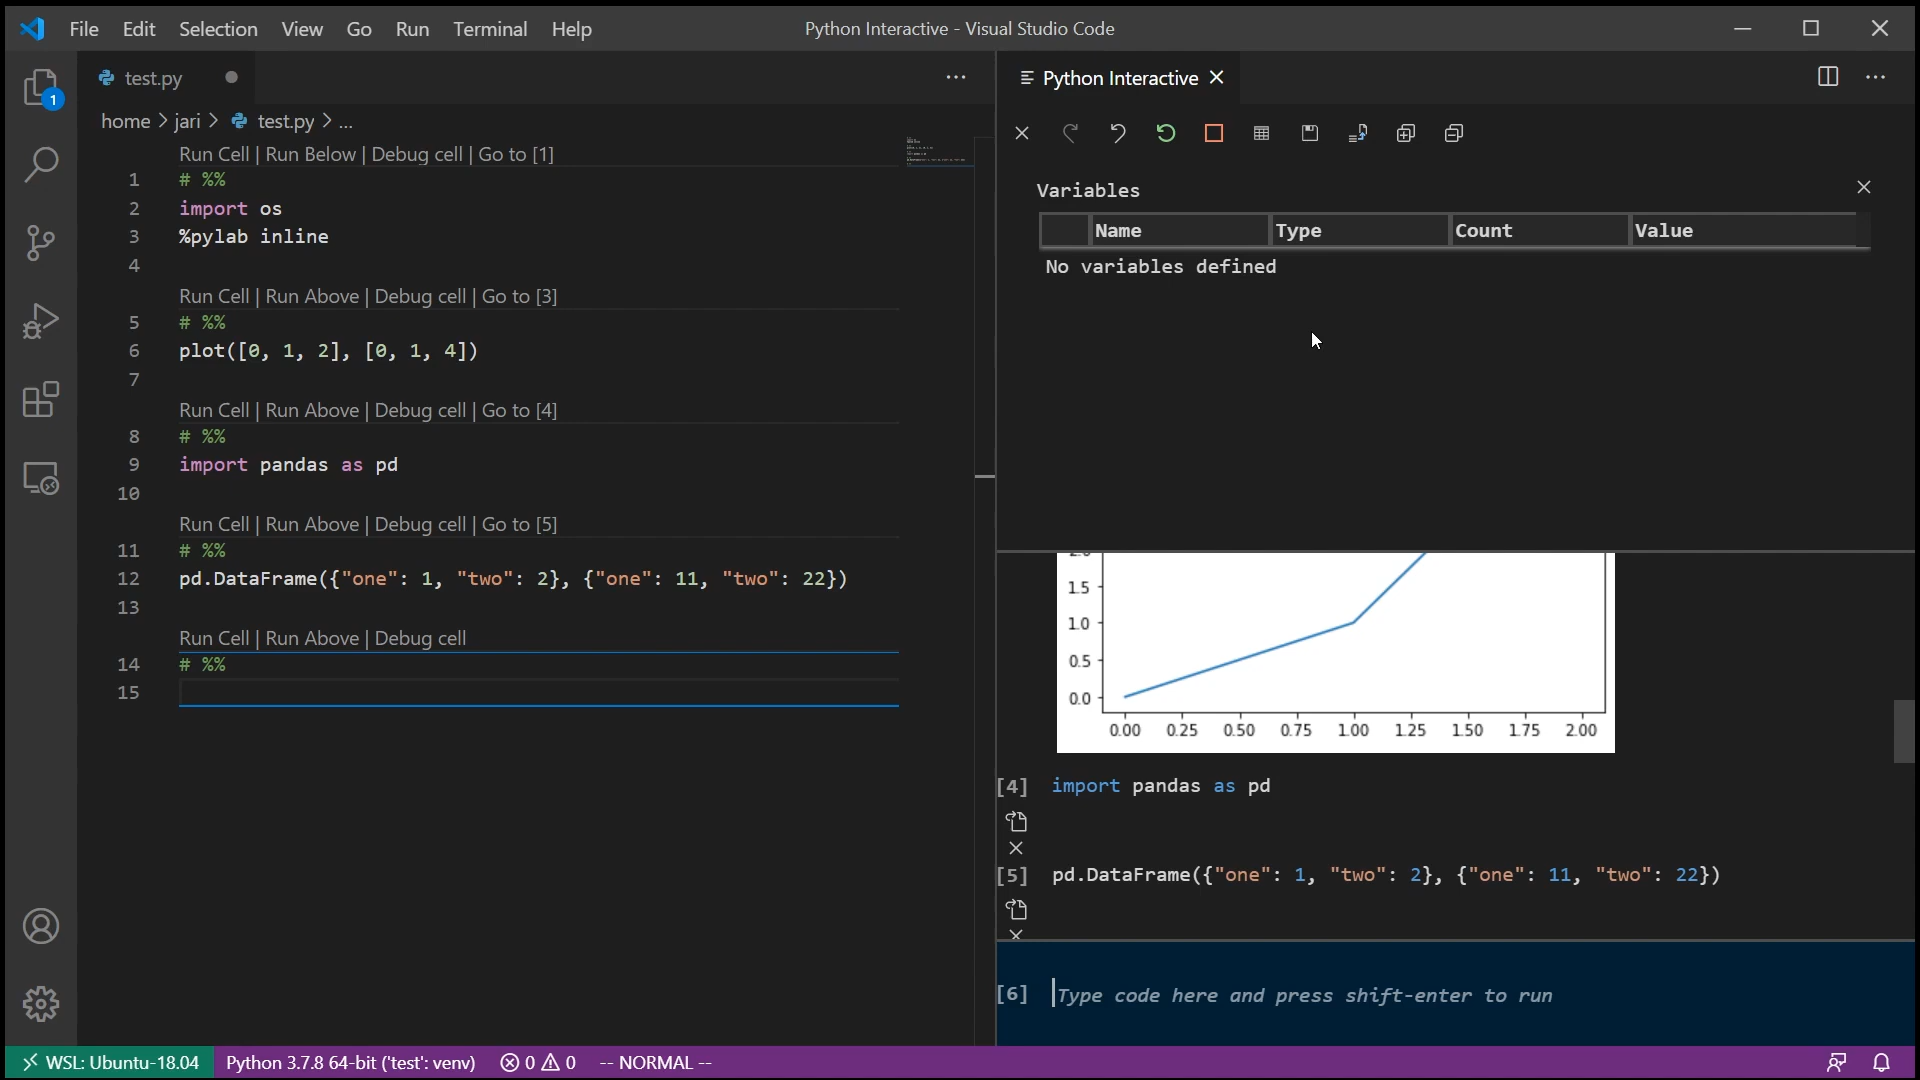 File Edit Selection View Go Run Terminal Help
Python Interactive - Visual Studio Code
1
test.py
home > jari > test.py > ...
Run Cell | Run Below | Debug cell | Go to [1]
1 # %%
2 import os
3 %pylab inline
4
Run Cell | Run Above | Debug cell | Go to [3]
5 # %%
6 plot([0, 1, 2], [0, 1, 4])
7
Run Cell | Run Above | Debug cell | Go to [4]
8 # %%
9 import pandas as pd
10
Run Cell | Run Above | Debug cell | Go to [5]
11 # %%
12 pd.DataFrame({"one": 1, "two": 2}, {"one": 11, "two": 22})
13
Run Cell | Run Above | Debug cell
14 # %%
15
Python Interactive
Variables
Name Type Count Value
No variables defined
1.5
1.0
0.5
0.0
0.00 0.25 0.50 0.75 1.00 1.25 1.50 1.75 2.00
[4] import pandas as pd
[5] pd.DataFrame({"one": 1, "two": 2}, {"one": 11, "two": 22})
[6] Type code here and press shift-enter to run
WSL: Ubuntu-18.04 Python 3.7.8 64-bit ('test': venv) 0 0 -- NORMAL --